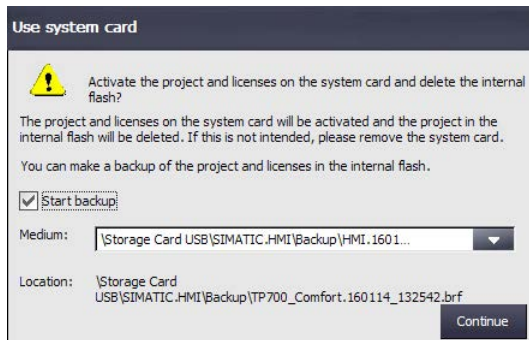 Use system card
Activate the project and licenses on the system card and delete the internal
flash?
The project and licenses on the system card will be activated and the project in the
internal flash will be deleted. If this is not intended, please remove the system card.
You can make a backup of the project and licenses in the internal flash.
Start backup
Medium: \Storage Card USB\SIMATIC.HMI\Backup\HMI.1601...
Location: \Storage Card
USB\SIMATIC.HMI\Backup\TP700_Comfort.160114_132542.brf
Continue